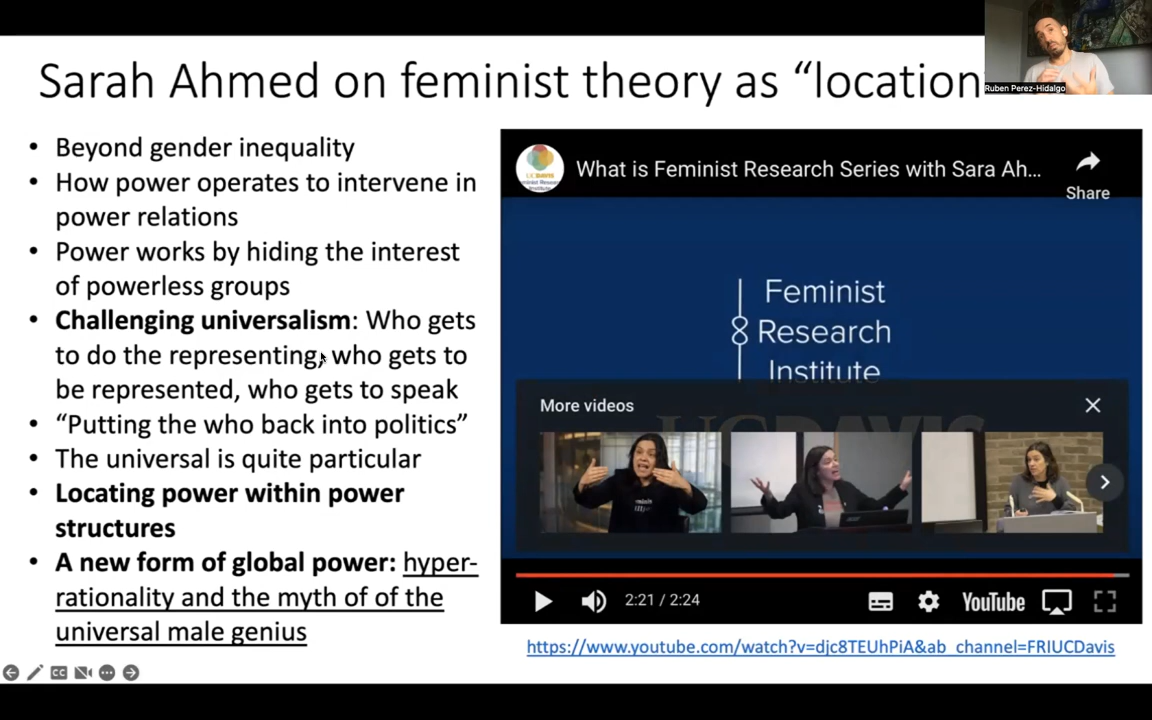 Sarah Ahmed on feminist theory as “location
Ruben Perez-Hidalgo
• Beyond gender inequality
• How power operates to intervene in
power relations
• Power works by hiding the interest
of powerless groups
• Challenging universalism: Who gets
to do the representing, who gets to
be represented, who gets to speak
• “Putting the who back into politics”
• The universal is quite particular
• Locating power within power
structures
• A new form of global power: hyper-
rationality and the myth of of the
universal male genius
What is Feminist Research Series with Sara Ah...
Share
Feminist
Research
Institute
More videos
UC DAVIS
2:21 / 2:24
YouTube
https://www.youtube.com/watch?v=djc8TEUhPiA&ab_channel=FRIUCDavis
CC